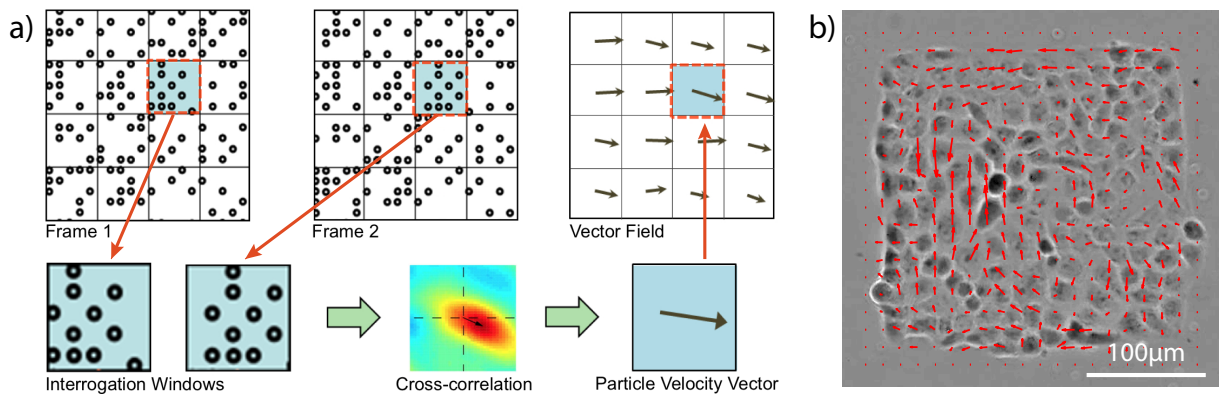 a)
Frame 1
Frame 2
Vector Field
Interrogation Windows
Cross-correlation
Particle Velocity Vector
b)
100µm